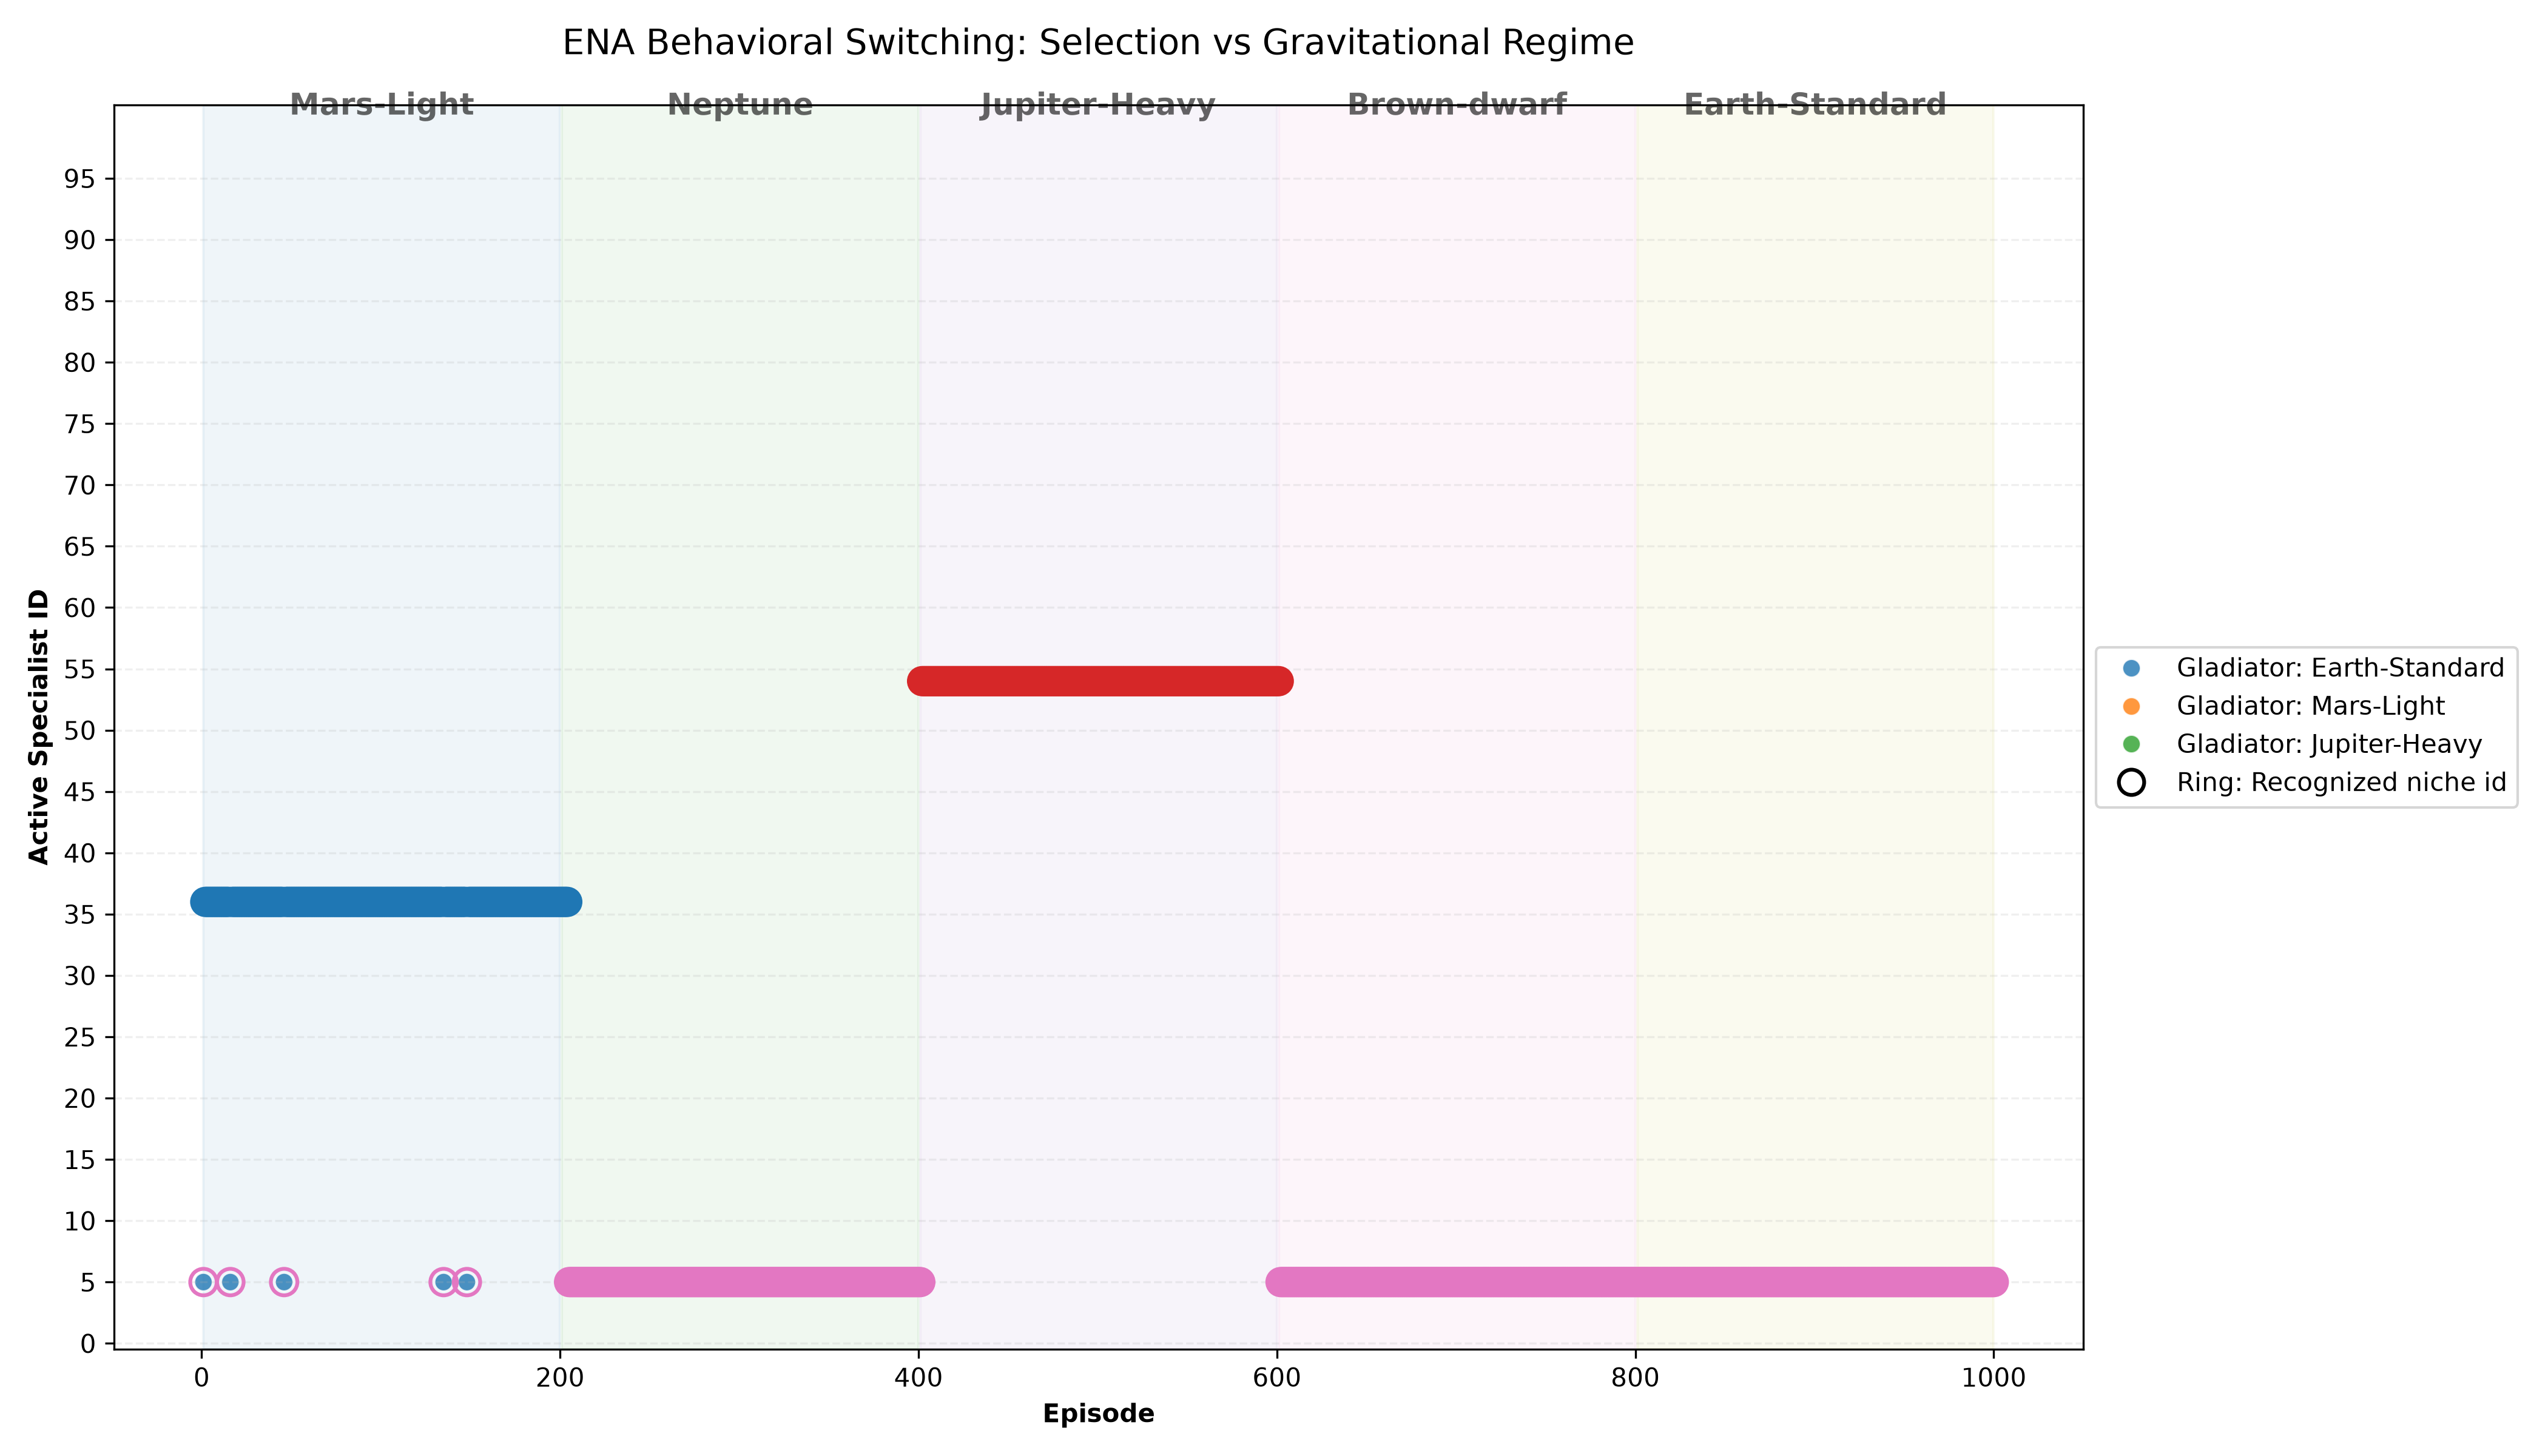 ENA Behavioral Switching: Selection vs Gravitational Regime
Mars-Light
Neptune
Jupiter-Heavy
Brown-dwarf
Earth-Standard
Active Specialist ID
95
90
85
80
75
70
65
60
55
50
45
40
35
30
25
20
15
10
5
0
0
200
400
600
800
1000
Episode
Gladiator: Earth-Standard
Gladiator: Mars-Light
Gladiator: Jupiter-Heavy
Ring: Recognized niche id